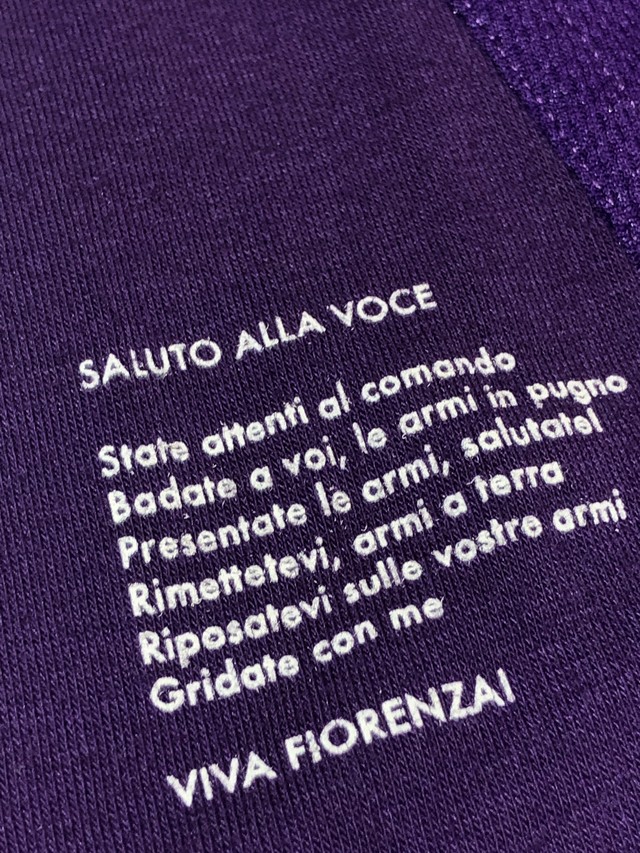 SALUTO ALLA VOCE
State attenti al comando
Badate a voi, le armi in pugno
Presentate le armi, salutate!
Rimettetevi, armi a terra
Riposatevi sulle vostre armi
Gridate con me
VIVA FIORENZA!